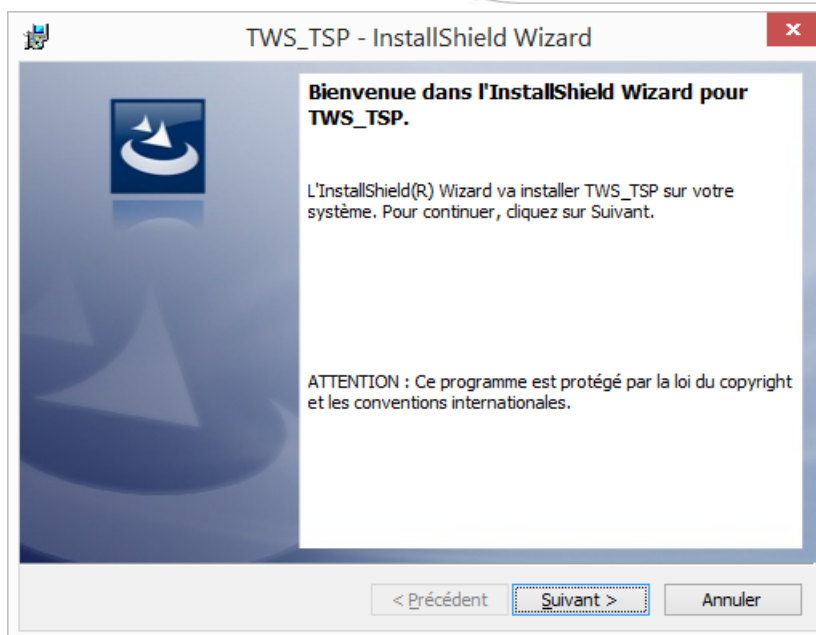 TWS_TSP - InstallShield Wizard
x
Bienvenue dans l'InstallShield Wizard pour
TWS_TSP.
L'InstallShield(R) Wizard va installer TWS_TSP sur votre
système. Pour continuer, cliquez sur Suivant.
ATTENTION : Ce programme est protégé par la loi du copyright
et les conventions internationales.
< Précédent Suivant > Annuler